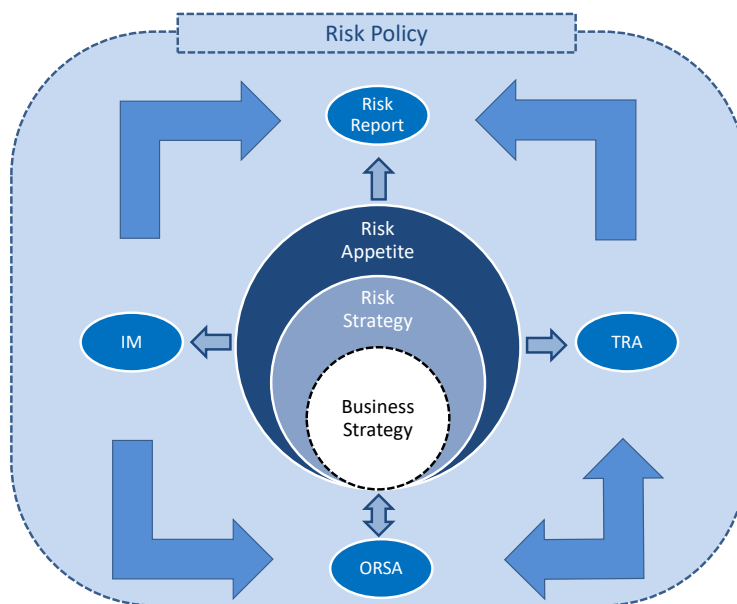 Risk Policy
Risk
Report
Risk
Appetite
Risk
Strategy
IM
TRA
Business
Strategy
ORSA